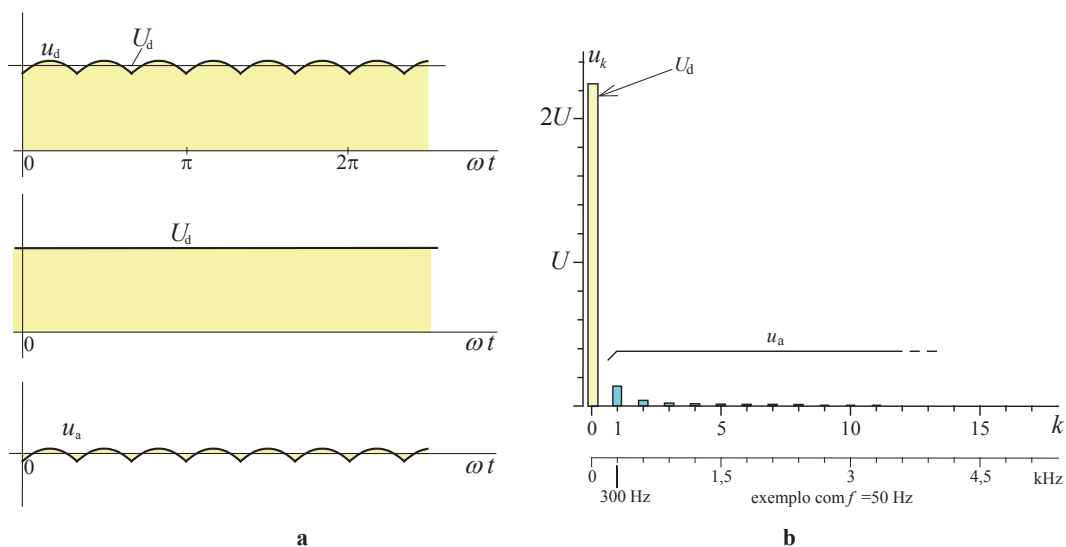 u_d U_d
0 π 2π ωt
U_d
0 ωt
u_a
0 ωt
a
u_k
U_d
2U
U
u_a
0 1 5 10 15 k
0 1,5 3 4,5 kHz
300 Hz exemplo com f =50 Hz
b